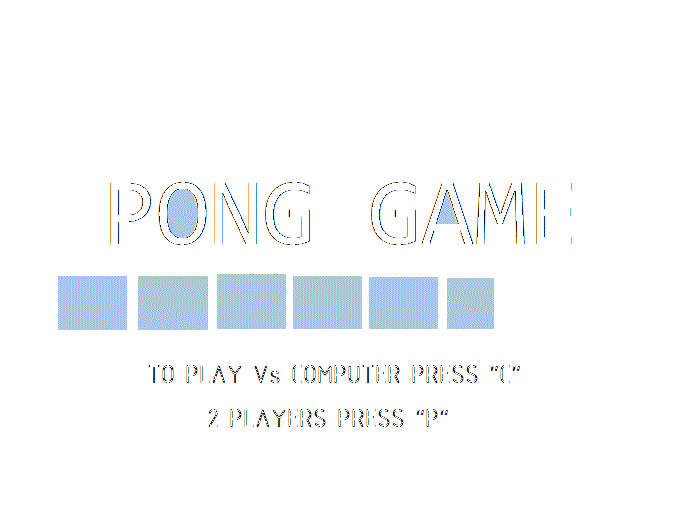 PONG GAME
TO PLAY Vs COMPUTER PRESS "C"
2 PLAYERS PRESS "P"